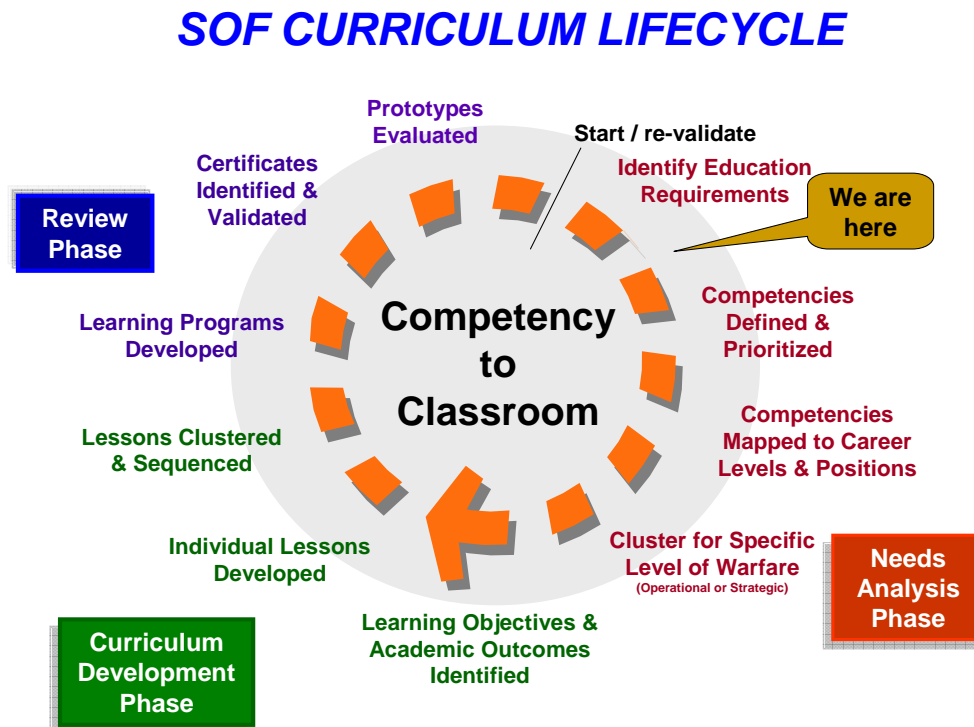 SOF CURRICULUM LIFECYCLE
Prototypes
Evaluated
Start / re-validate
Certificates
Identified &
Validated
Identify Education
Requirements
We are
here
Review
Phase
Learning Programs
Developed
Competency
to
Classroom
Competencies
Defined &
Prioritized
Lessons Clustered
& Sequenced
Competencies
Mapped to Career
Levels & Positions
Individual Lessons
Developed
Cluster for Specific
Level of Warfare
(Operational or Strategic)
Needs
Analysis
Phase
Learning Objectives &
Academic Outcomes
Identified
Curriculum
Development
Phase